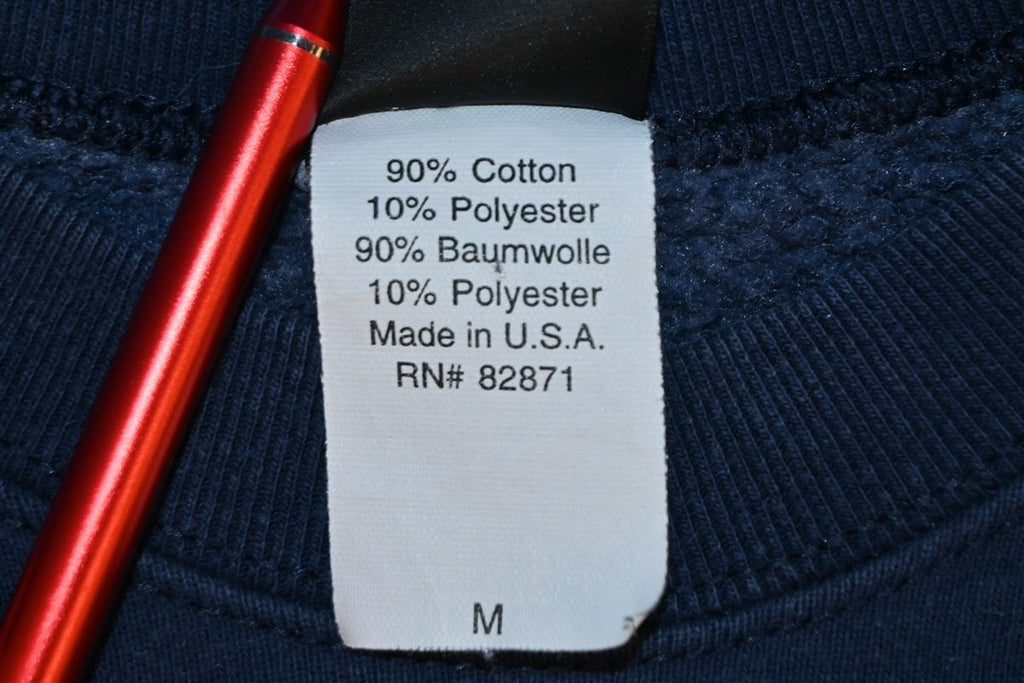 90% Cotton
10% Polyester
90% Baumwolle
10% Polyester
Made in U.S.A.
RN# 82871
M